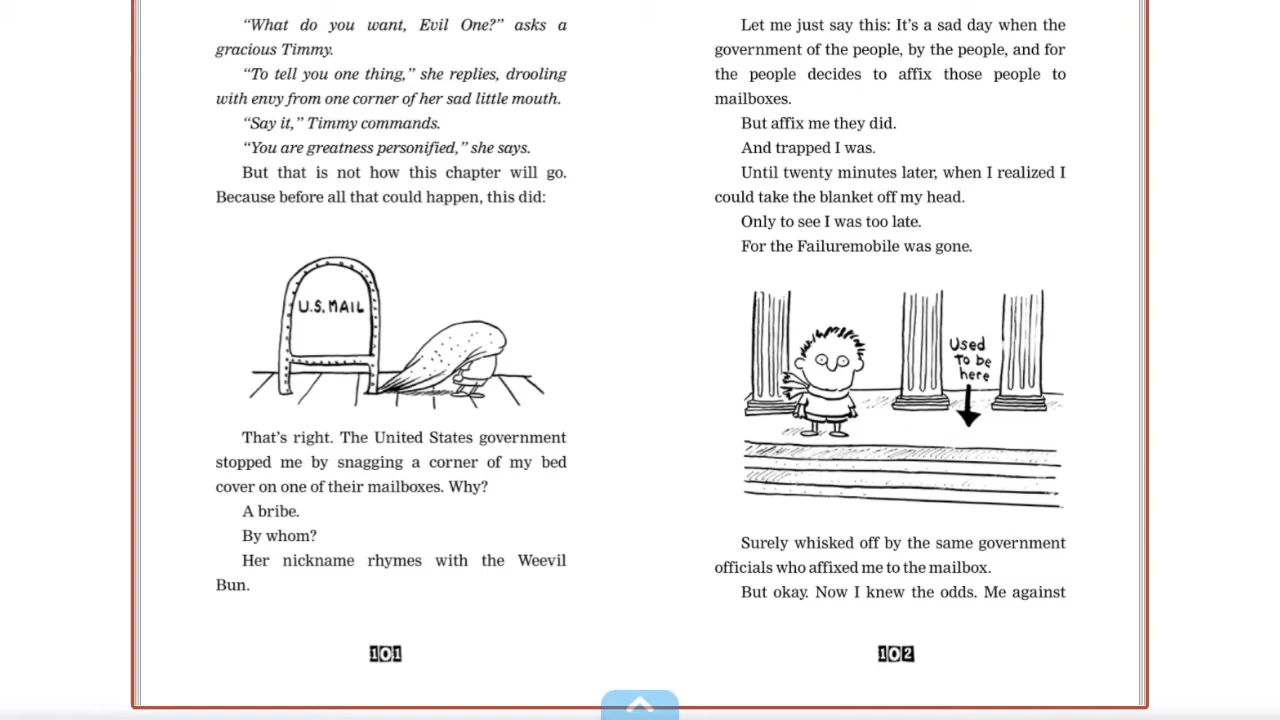 “What do you want, Evil One?” asks a
gracious Timmy.
“To tell you one thing,” she replies, drooling
with envy from one corner of her sad little mouth.
“Say it,” Timmy commands.
“You are greatness personified,” she says.
But that is not how this chapter will go.
Because before all that could happen, this did:
U.S. MAIL
That’s right. The United States government
stopped me by snagging a corner of my bed
cover on one of their mailboxes. Why?
A bribe.
By whom?
Her nickname rhymes with the Weevil
Bun.
101
Let me just say this: It’s a sad day when the
government of the people, by the people, and for
the people decides to affix those people to
mailboxes.
But affix me they did.
And trapped I was.
Until twenty minutes later, when I realized I
could take the blanket off my head.
Only to see I was too late.
For the Failuremobile was gone.
Used
To be
here
Surely whisked off by the same government
officials who affixed me to the mailbox.
But okay. Now I knew the odds. Me against
102